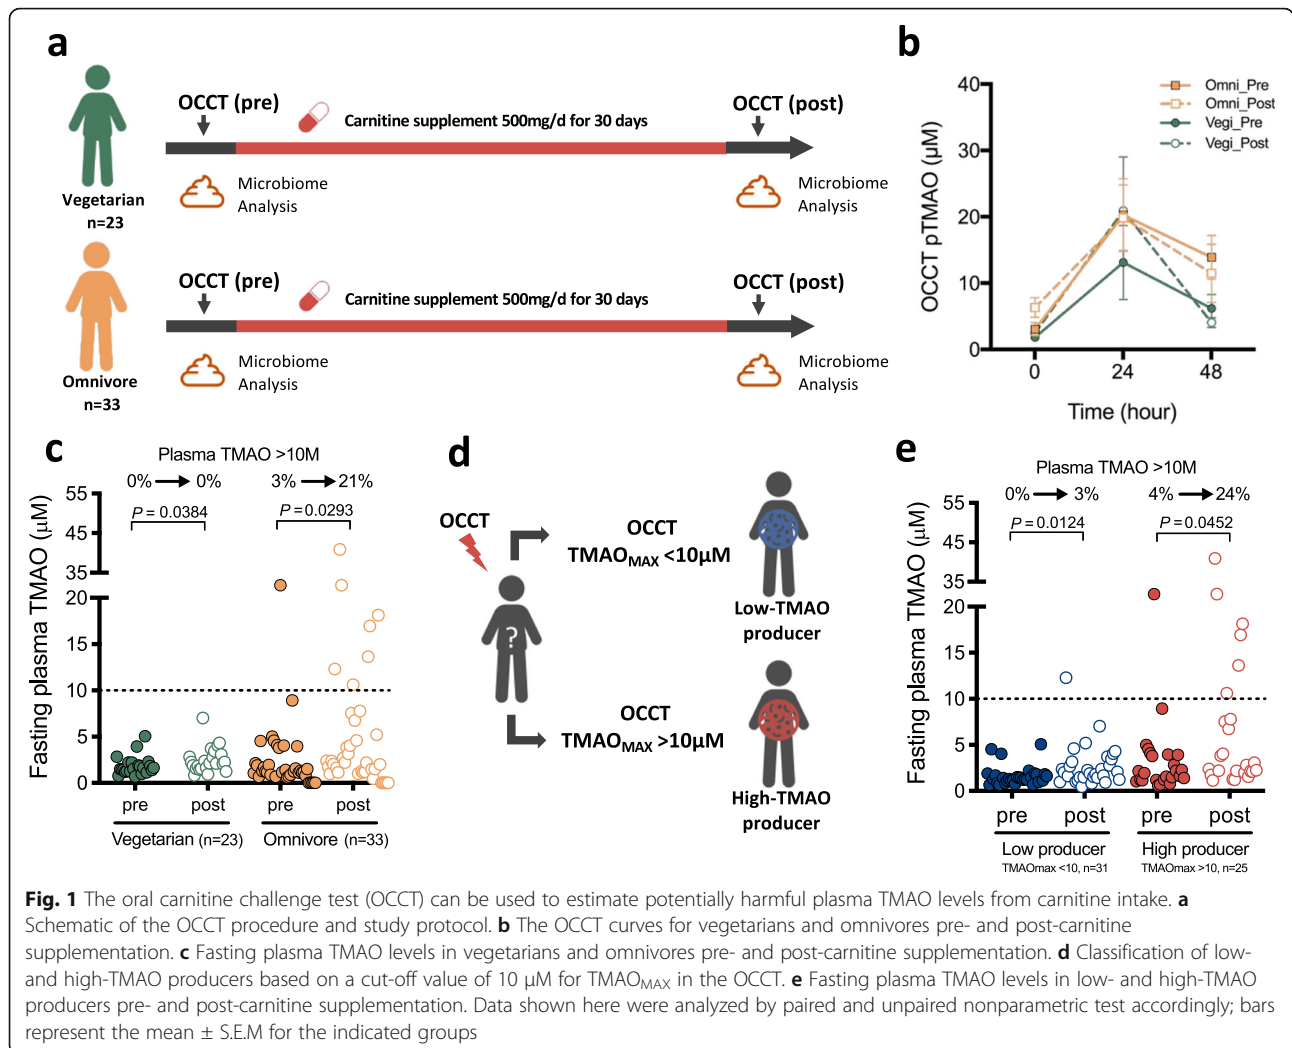 a
OCCT (pre)
Carnitine supplement 500mg/d for 30 days
OCCT (post)
Vegetarian
n=23
Microbiome
Analysis
Microbiome
Analysis
OCCT (pre)
Carnitine supplement 500mg/d for 30 days
OCCT (post)
Omnivore
n=33
Microbiome
Analysis
Microbiome
Analysis
b
OCCT pTMAO (μM)
40
30
20
10
0
0 24 48
Time (hour)
Omni_Pre
Omni_Post
Vegi_Pre
Vegi_Post
c
Plasma TMAO >10M
0% 0% 3% 21%
P = 0.0384 P = 0.0293
Fasting plasma TMAO (μM)
55
45
35
20
15
10
5
0
pre post pre post
Vegetarian (n=23) Omnivore (n=33)
d
OCCT
?
OCCT
TMAOMAX <10μM
Low-TMAO
producer
OCCT
TMAOMAX >10μM
High-TMAO
producer
e
Plasma TMAO >10M
0% 3% 4% 24%
P = 0.0124 P = 0.0452
Fasting plasma TMAO (μM)
55
45
35
20
15
10
5
0
pre post pre post
Low producer High producer
TMAOmax <10, n=31 TMAOmax >10, n=25
Fig. 1 The oral carnitine challenge test (OCCT) can be used to estimate potentially harmful plasma TMAO levels from carnitine intake. a
Schematic of the OCCT procedure and study protocol. b The OCCT curves for vegetarians and omnivores pre- and post-carnitine
supplementation. c Fasting plasma TMAO levels in vegetarians and omnivores pre- and post-carnitine supplementation. d Classification of low-
and high-TMAO producers based on a cut-off value of 10 μM for TMAOMAX in the OCCT. e Fasting plasma TMAO levels in low- and high-TMAO
producers pre- and post-carnitine supplementation. Data shown here were analyzed by paired and unpaired nonparametric test accordingly; bars
represent the mean ± S.E.M for the indicated groups